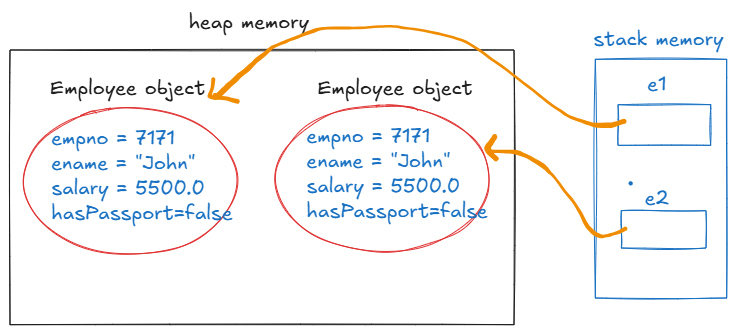 heap memory
stack memory
Employee object
Employee object
e1
empno = 7171
ename = "John"
salary = 5500.0
hasPassport=false
empno = 7171
ename = "John"
salary = 5500.0
hasPassport=false
e2